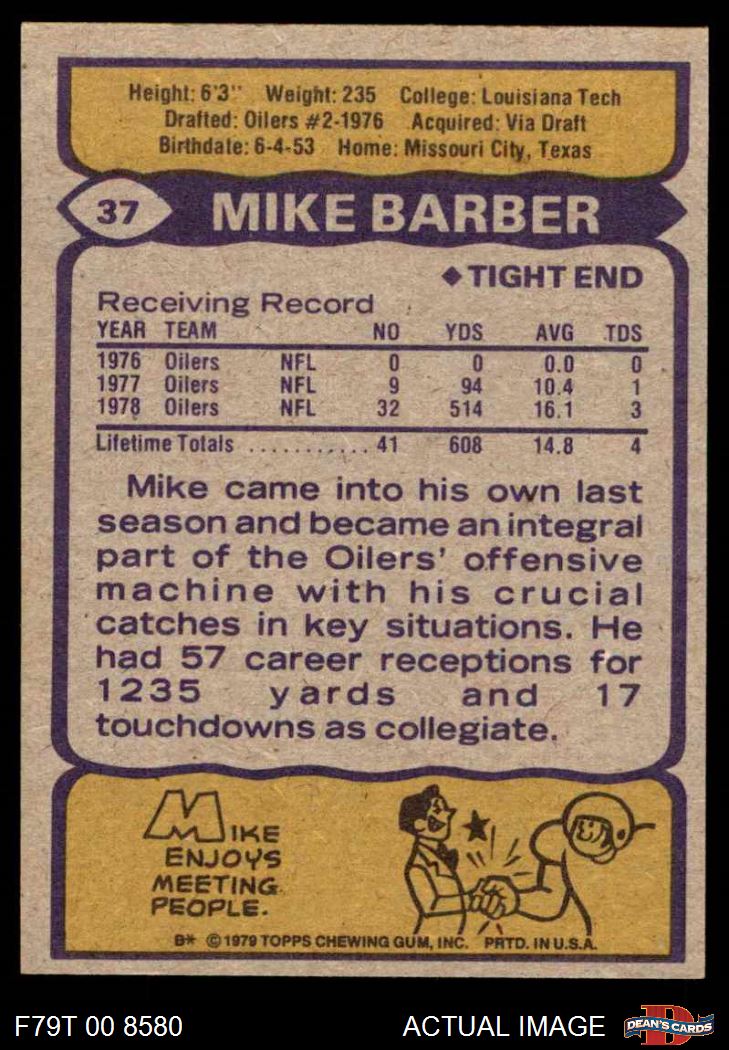 Height: 6'3" Weight: 235 College: Louisiana Tech
Drafted: Oilers #2-1976 Acquired: Via Draft
Birthdate: 6-4-53 Home: Missouri City, Texas
37 MIKE BARBER
◆TIGHT END
Receiving Record
YEAR TEAM NO YDS AVG TDS
1976 Oilers NFL 0 0 0.0 0
1977 Oilers NFL 9 94 10.4 1
1978 Oilers NFL 32 514 16.1 3
Lifetime Totals ........... 41 608 14.8 4
Mike came into his own last
season and became an integral
part of the Oilers' offensive
machine with his crucial
catches in key situations. He
had 57 career receptions for
1235 yards and 17
touchdowns as collegiate.
MIKE
ENJOYS
MEETING
PEOPLE.
B* ©1979 TOPPS CHEWING GUM, INC. PRTD. IN U.S.A.
F79T 00 8580 ACTUAL IMAGE D DEAN'S CARDS